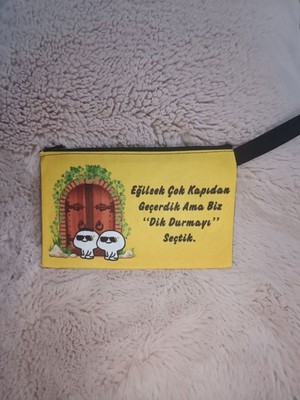 Eğilsek Çok Kapıdan
Geçerdik Ama Biz
“Dik Durmayı”
Seçtik.